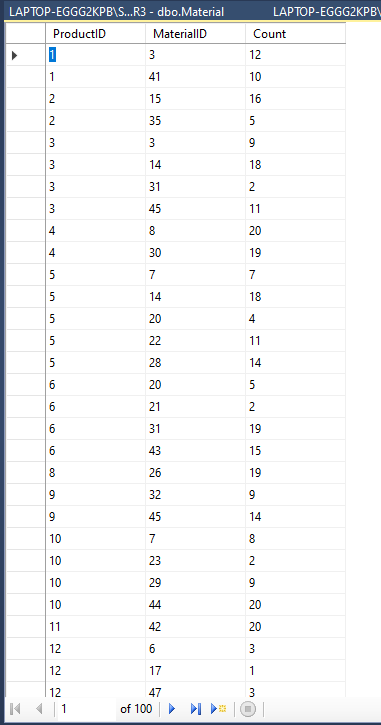 LAPTOP-EGGG2KPB\S...R3 - dbo.Material LAPTOP-EGGG2KPB
ProductID MaterialID Count
1 3 12
1 41 10
2 15 16
2 35 5
3 3 9
3 14 18
3 31 2
3 45 11
4 8 20
4 30 19
5 7 7
5 14 18
5 20 4
5 22 11
5 28 14
6 20 5
6 21 2
6 31 19
6 43 15
8 26 19
9 32 9
9 45 14
10 7 8
10 23 2
10 29 9
10 44 20
11 42 20
12 6 3
12 17 1
12 47 3
1 of 100